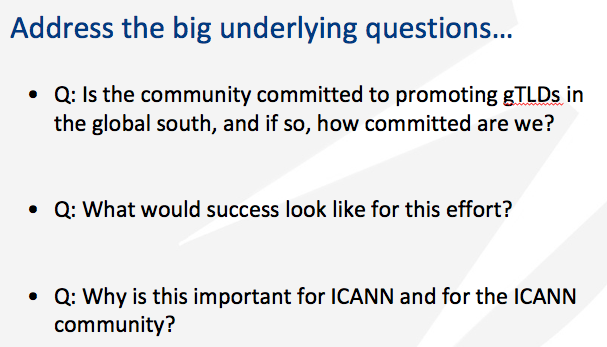 Address the big underlying questions...
• Q: Is the community committed to promoting gTLDs in
the global south, and if so, how committed are we?
• Q: What would success look like for this effort?
• Q: Why is this important for ICANN and for the ICANN
community?